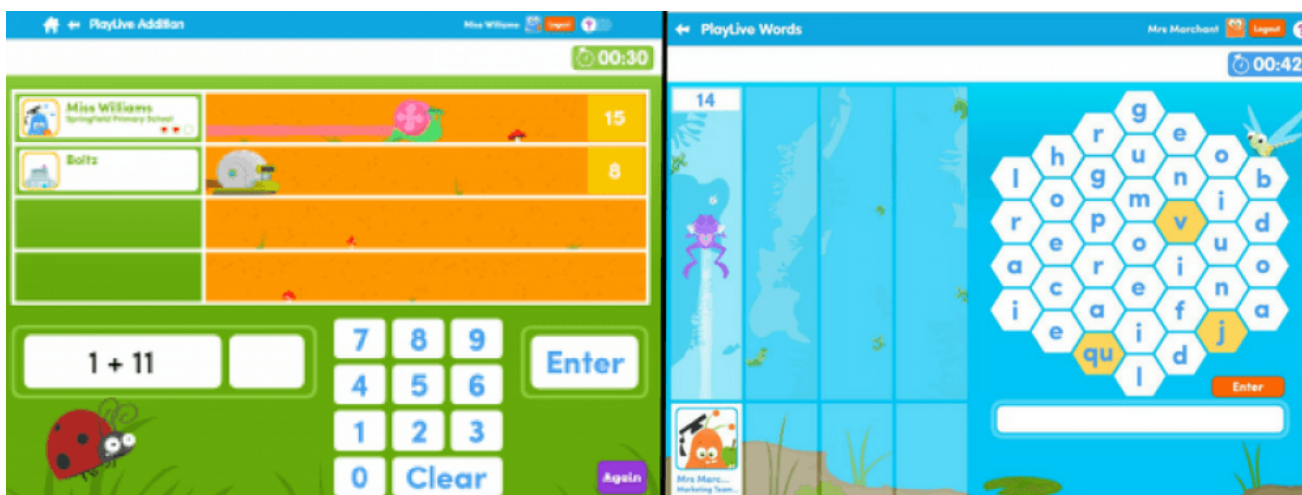 PlayLive Addition
Miss Williams
Logout
?
00:30
Miss Williams
Springfield Primary School
15
Boltz
8
1 + 11
7 8 9
4 5 6
1 2 3
0 Clear
Enter
Again
PlayLive Words
Mrs Marchant
Logout
?
00:42
14
g
r e
h u o
l g n b
o m i
r p v d
e o u
a r i o
c e n
i a f a
e i j
qu d
l
Enter
Mrs Marc...
Marketing Team...